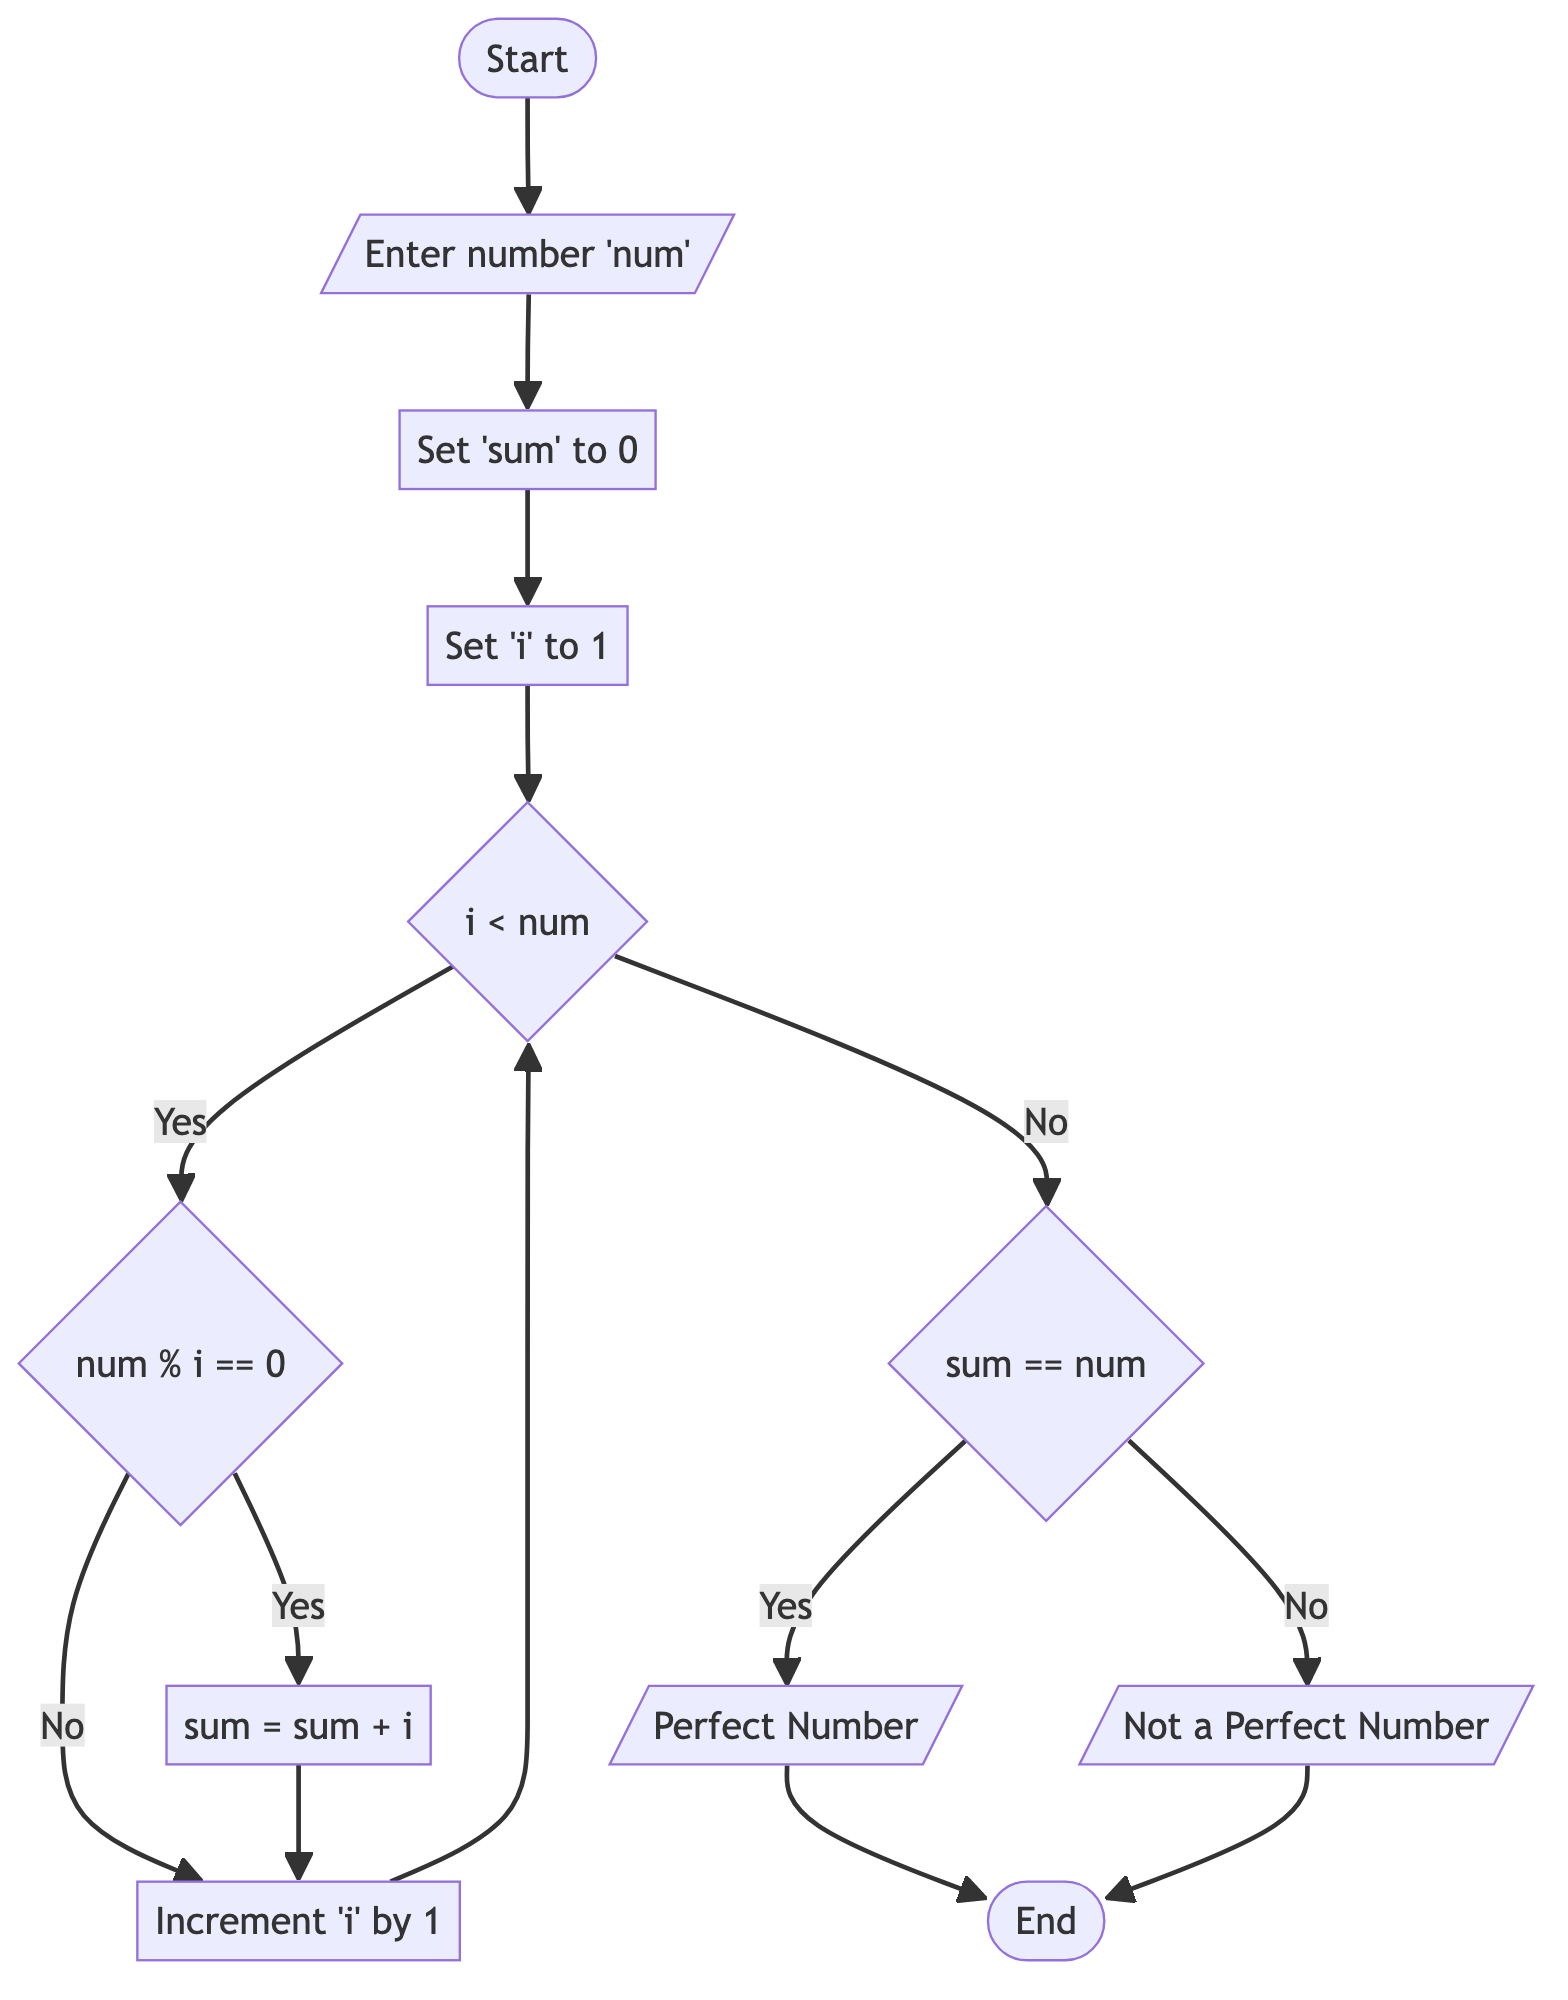 Start
Enter number 'num'
Set 'sum' to 0
Set 'i' to 1
i < num
Yes
No
num % i == 0
sum == num
Yes
Yes
No
No
sum = sum + i
Perfect Number
Not a Perfect Number
Increment 'i' by 1
End